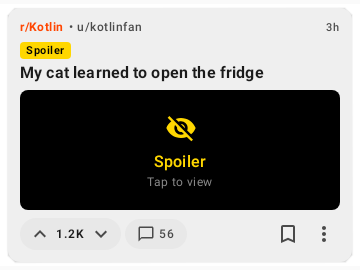 r/Kotlin • u/kotlinfan 3h
Spoiler
My cat learned to open the fridge
Spoiler
Tap to view
1.2K 56